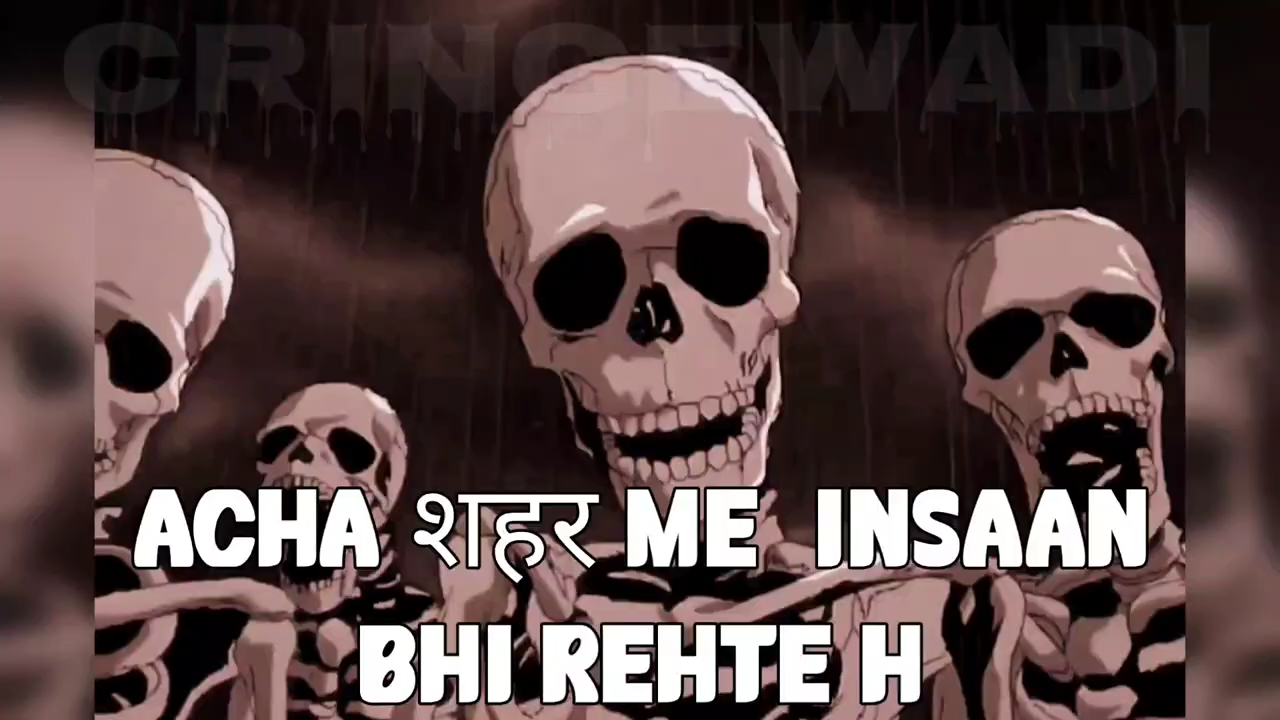 CRINGEWADI
ACHA शहर ME INSAAN
BHI REHTE H